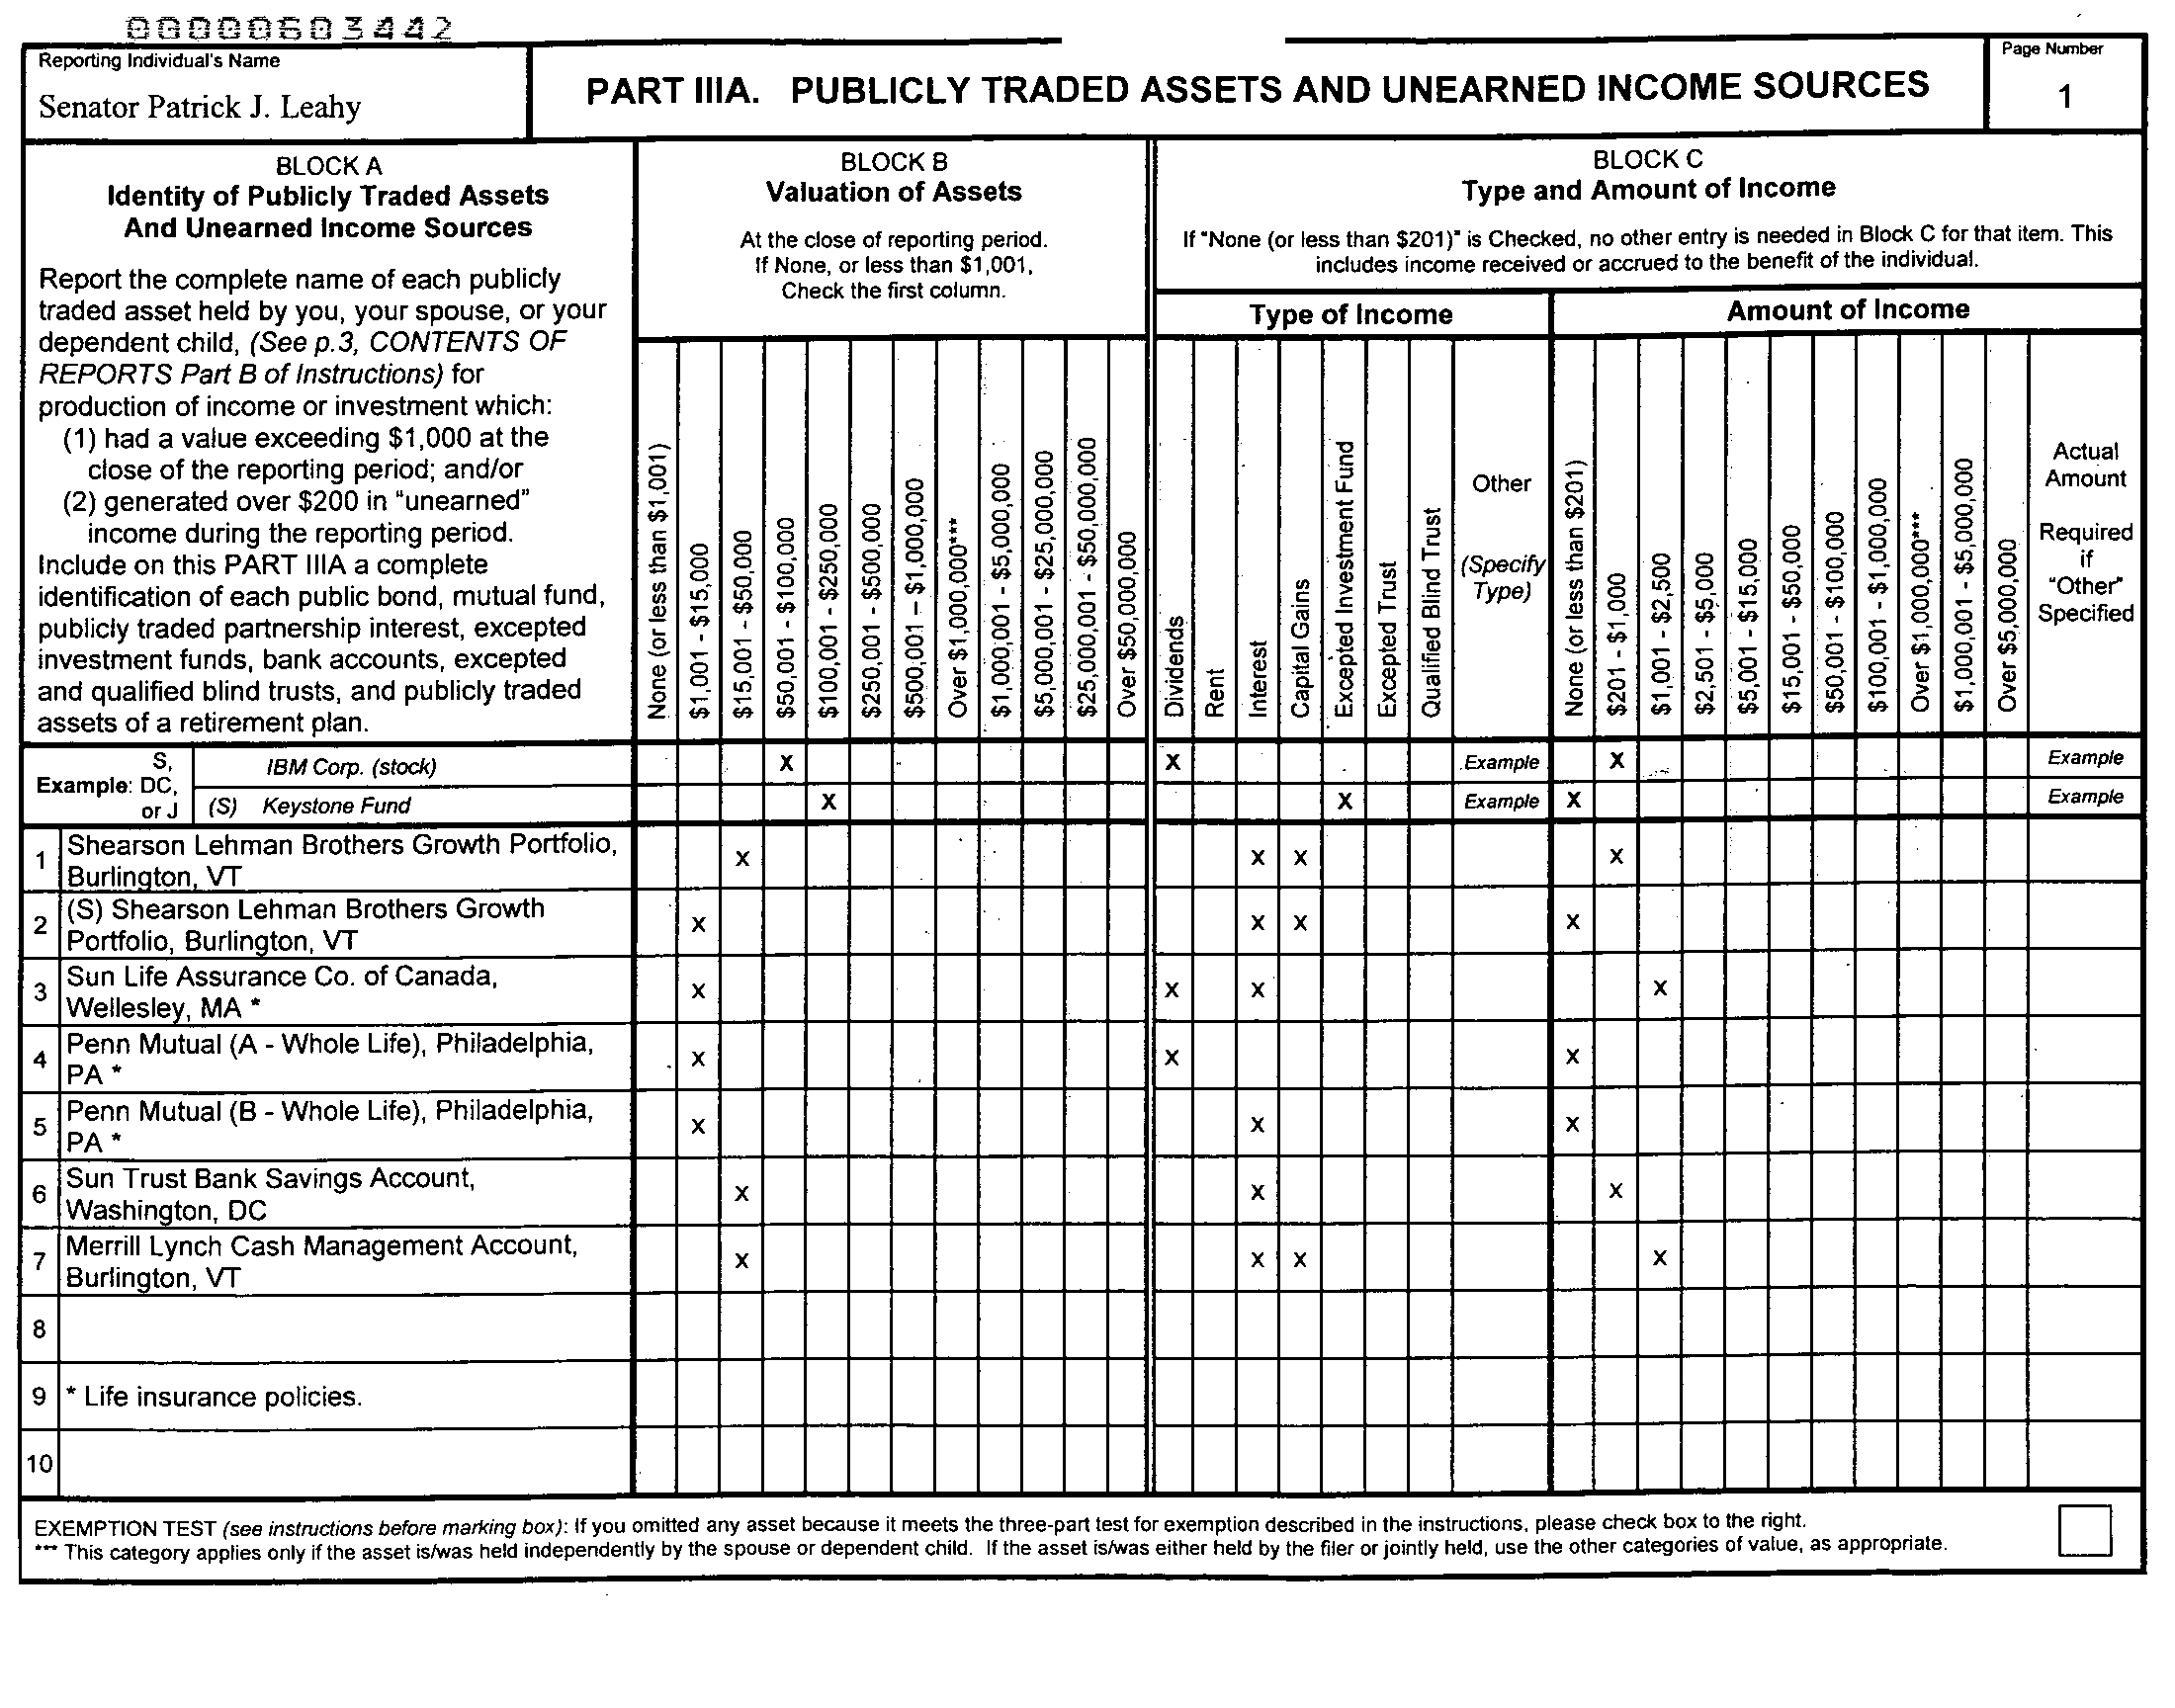 00000503442
Reporting Individual's Name
Senator Patrick J. Leahy
PART IIIA. PUBLICLY TRADED ASSETS AND UNEARNED INCOME SOURCES
Page Number
1
BLOCK A
Identity of Publicly Traded Assets
And Unearned Income Sources
Report the complete name of each publicly
traded asset held by you, your spouse, or your
dependent child, (See p.3, CONTENTS OF
REPORTS Part B of Instructions) for
production of income or investment which:
(1) had a value exceeding $1,000 at the
close of the reporting period; and/or
(2) generated over $200 in "unearned"
income during the reporting period.
Include on this PART IIIA a complete
identification of each public bond, mutual fund,
publicly traded partnership interest, excepted
investment funds, bank accounts, excepted
and qualified blind trusts, and publicly traded
assets of a retirement plan.
BLOCK B
Valuation of Assets
At the close of reporting period.
If None, or less than $1,001,
Check the first column.
None (or less than $1,001)
$1,001 - $15,000
$15,001 - $50,000
$50,001 - $100,000
$100,001 - $250,000
$250,001 - $500,000
$500,001 – $1,000,000
Over $1,000,000***
$1,000,001 - $5,000,000
$5,000,001 - $25,000,000
$25,000,001 - $50,000,000
Over $50,000,000
BLOCK C
Type and Amount of Income
If "None (or less than $201)" is Checked, no other entry is needed in Block C for that item. This
includes income received or accrued to the benefit of the individual.
Type of Income
Dividends
Rent
Interest
Capital Gains
Excepted Investment Fund
Excepted Trust
Qualified Blind Trust
Other
(Specify
Type)
Amount of Income
None (or less than $201)
$201 - $1,000
$1,001 - $2,500
$2,501 - $5,000
$5,001 - $15,000
$15,001 - $50,000
$50,001 - $100,000
$100,001 - $1,000,000
Over $1,000,000***
$1,000,001 - $5,000,000
Over $5,000,000
Actual
Amount
Required
if
"Other"
Specified
Example:
S,
DC,
or J
IBM Corp. (stock) X X Example X Example
(S) Keystone Fund X X Example X Example
1 Shearson Lehman Brothers Growth Portfolio,
Burlington, VT X X X X
2 (S) Shearson Lehman Brothers Growth
Portfolio, Burlington, VT X X X X
3 Sun Life Assurance Co. of Canada,
Wellesley, MA * X X X X
4 Penn Mutual (A - Whole Life), Philadelphia,
PA * X X X
5 Penn Mutual (B - Whole Life), Philadelphia,
PA * X X X
6 Sun Trust Bank Savings Account,
Washington, DC X X X
7 Merrill Lynch Cash Management Account,
Burlington, VT X X X X
8
9 * Life insurance policies.
10
EXEMPTION TEST (see instructions before marking box): If you omitted any asset because it meets the three-part test for exemption described in the instructions, please check box to the right.
*** This category applies only if the asset is/was held independently by the spouse or dependent child. If the asset is/was either held by the filer or jointly held, use the other categories of value, as appropriate.